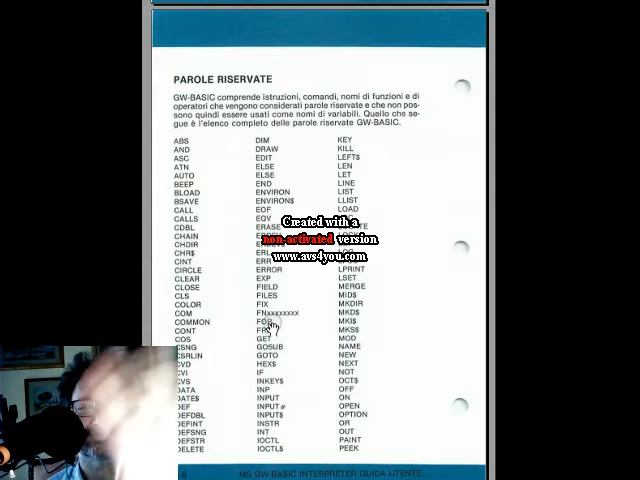 PAROLE RISERVATE
GW-BASIC comprende istruzioni, comandi, nomi di funzioni e di
operatori che vengono considerati parole riservate e che non pos-
sono quindi essere usati come nomi di variabili. Quello che se-
gue è l'elenco completo delle parole riservate GW-BASIC.
ABS
AND
ASC
ATN
AUTO
BEEP
BLOAD
BSAVE
CALL
CALLS
CDBL
CHAIN
CHDIR
CHR$
CINT
CIRCLE
CLEAR
CLOSE
CLS
COLOR
COM
COMMON
CONT
COS
CSNG
CSRLIN
CVD
CVI
CVS
DATA
DATE$
DEF
DEFDBL
DEFINT
DEFSNG
DEFSTR
DELETE
DIM
DRAW
EDIT
ELSE
ELSE
END
ENVIRON
ENVIRON$
EOF
EQV
ERASE
ERL
ERR
ERROR
EXP
FIELD
FILES
FIX
FNxxxxxxxx
FOR
GET
GOSUB
GOTO
HEX$
IF
INKEY$
INP
INPUT
INPUT#
INPUT$
INSTR
INT
IOCTL
IOCTL$
KEY
KILL
LEFT$
LEN
LET
LINE
LIST
LLIST
LOAD
LPRINT
LSET
MERGE
MID$
MKDIR
MKD$
MKI$
MKS$
MOD
NAME
NEW
NEXT
NOT
OCT$
OFF
OPEN
OPTION
OR
OUT
PAINT
PEEK
Created with a
non-activated version
www.avs4you.com
MS GW-BASIC INTERPRETER GUIDA UTENTE